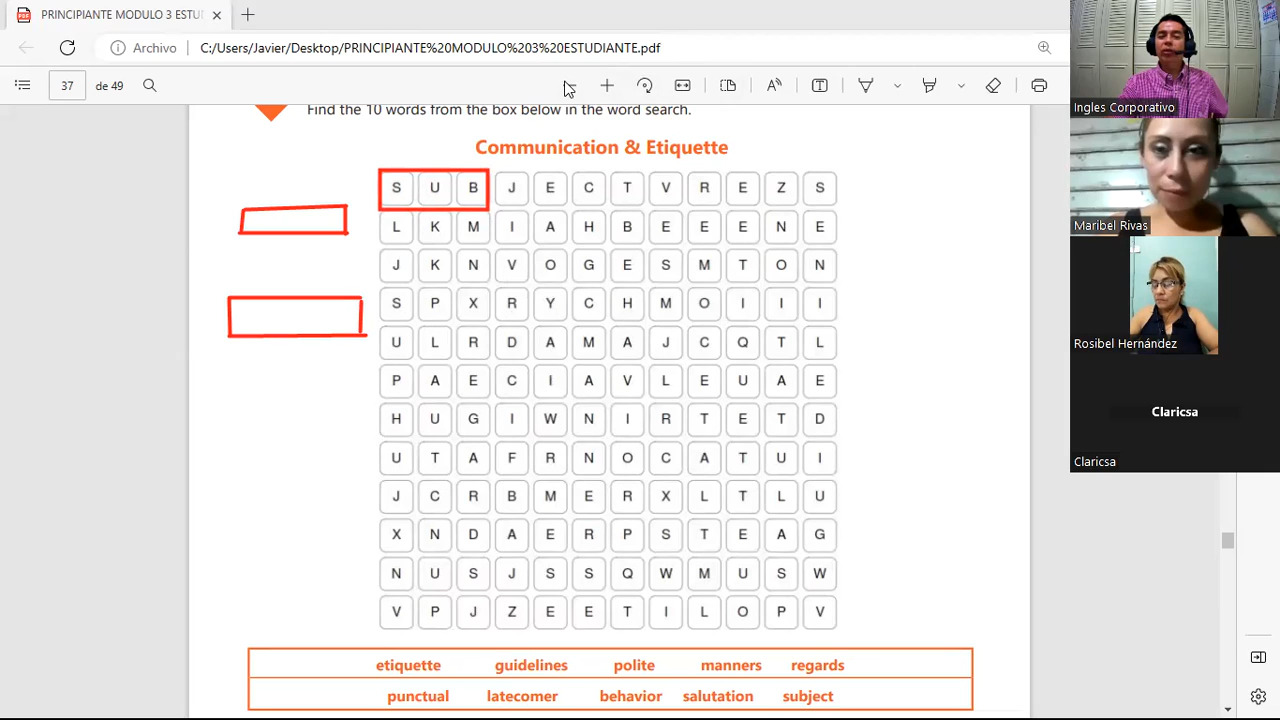 PRINCIPIANTE MODULO 3 ESTU
Archivo C:/Users/Javier/Desktop/PRINCIPIANTE%20MODULO%203%20ESTUDIANTE.pdf
37 de 49
Find the 10 words from the box below in the word search.
Communication & Etiquette
S U B J E C T V R E Z S
L K M I A H B E E E N E
J K N V O G E S M T O N
S P X R Y C H M O I I I
U L R D A M A J C Q T L
P A E C I A V L E U A E
H U G I W N I R T E T D
U T A F R N O C A T U I
J C R B M E R X L T L U
X N D A E R P S T E A G
N U S J S S Q W M U S W
V P J Z E E T I L O P V
etiquette guidelines polite manners regards
punctual latecomer behavior salutation subject
Ingles Corporativo
Maribel Rivas
Rosibel Hernández
Claricsa
Claricsa